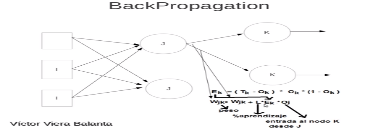 BackPropagation
K
J
K
J
Ek = (Tk - Ok) * Ok * (1 - Ok)
Wjk= Wjk + L*Ek*Oj
Peso
%aprendizaje
entrada al nodo K
desde J
Victor Viera Balanta